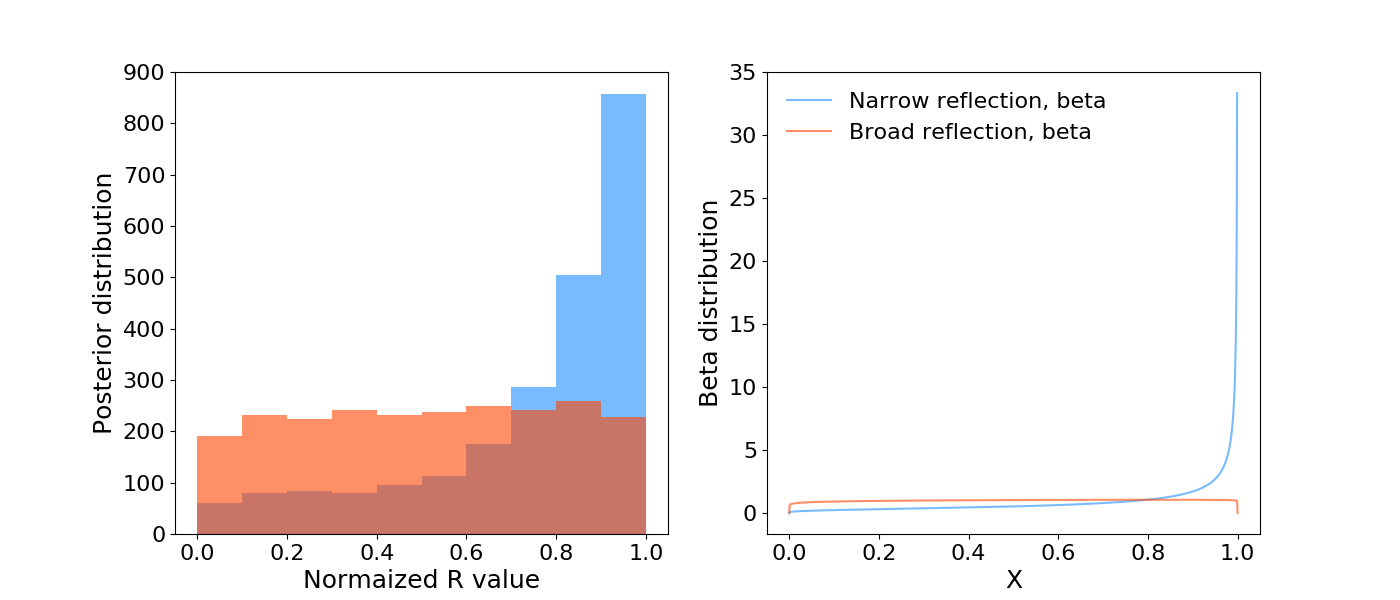 Posterior distribution
900
800
700
600
500
400
300
200
100
0
0.0 0.2 0.4 0.6 0.8 1.0
Normaized R value
Beta distribution
35
30
25
20
15
10
5
0
0.0 0.2 0.4 0.6 0.8 1.0
X
Narrow reflection, beta
Broad reflection, beta